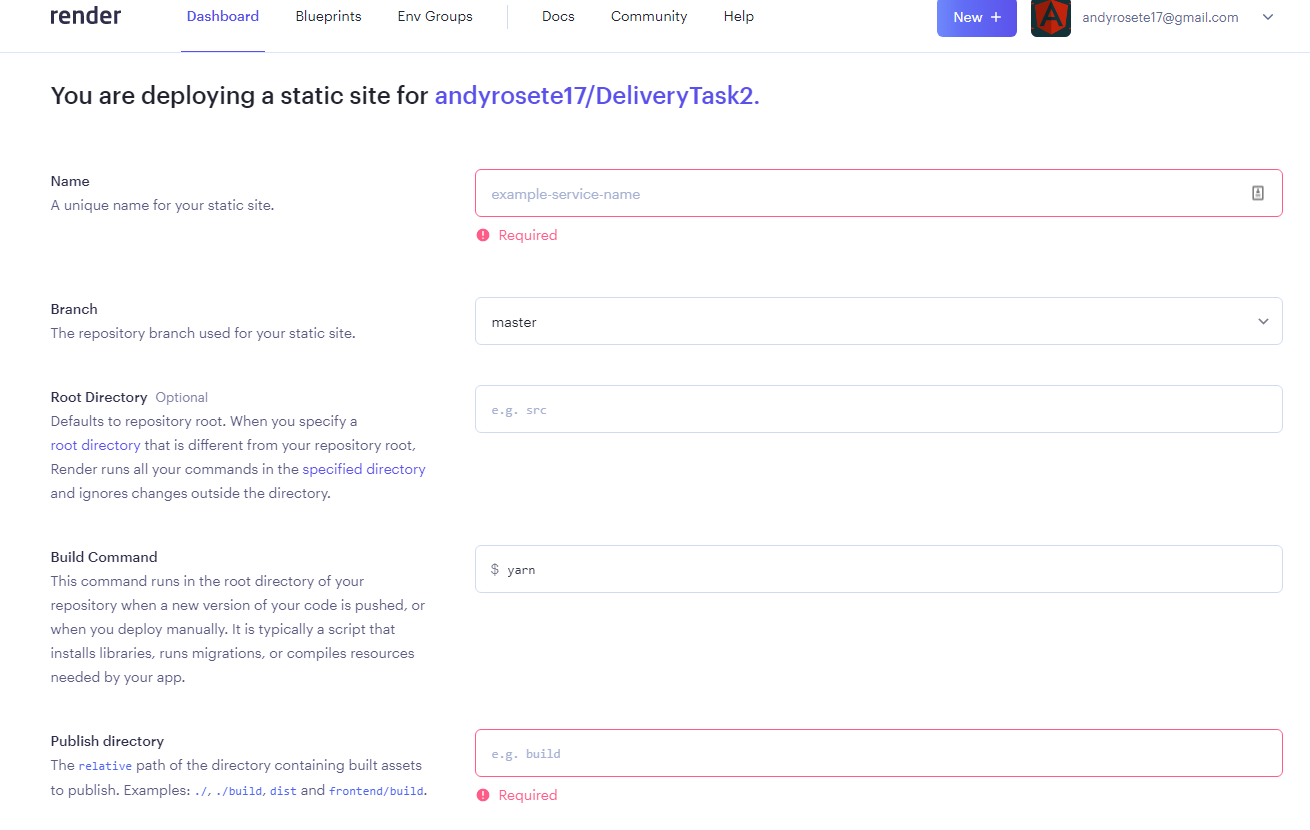 render Dashboard Blueprints Env Groups Docs Community Help New + andyrosete17@gmail.com
You are deploying a static site for andyrosete17/DeliveryTask2.
Name
A unique name for your static site.
example-service-name
Required
Branch
The repository branch used for your static site.
master
Root Directory Optional
Defaults to repository root. When you specify a
root directory that is different from your repository root,
Render runs all your commands in the specified directory
and ignores changes outside the directory.
e.g. src
Build Command
This command runs in the root directory of your
repository when a new version of your code is pushed, or
when you deploy manually. It is typically a script that
installs libraries, runs migrations, or compiles resources
needed by your app.
$ yarn
Publish directory
The relative path of the directory containing built assets
to publish. Examples: ./, ./build, dist and frontend/build.
e.g. build
Required